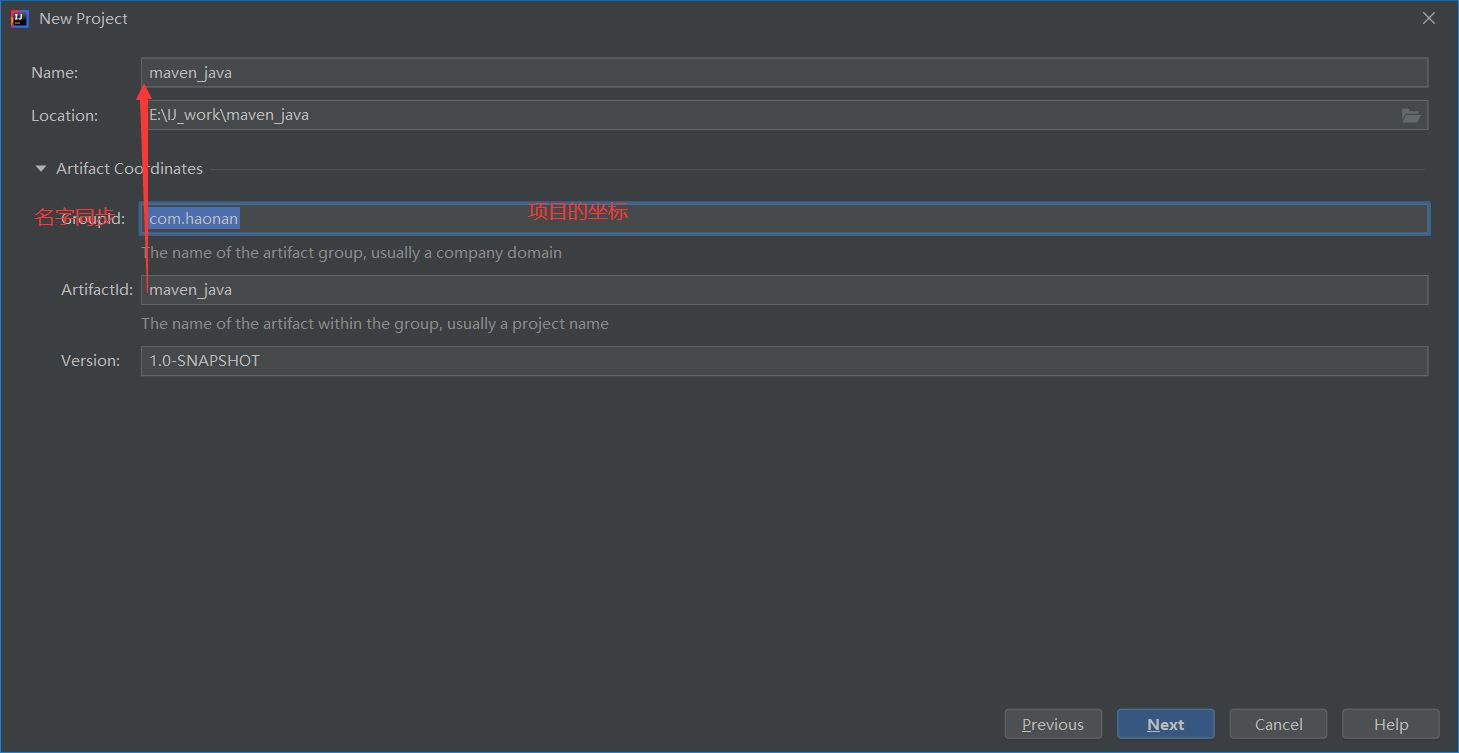 New Project
Name: maven_java
Location: E:\IJ_work\maven_java
Artifact Coordinates
名字同步
GroupId: com.haonan
项目的坐标
The name of the artifact group, usually a company domain
ArtifactId: maven_java
The name of the artifact within the group, usually a project name
Version: 1.0-SNAPSHOT
Previous Next Cancel Help